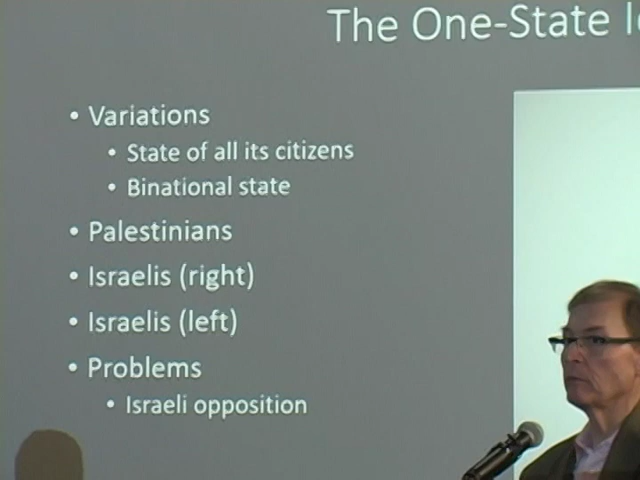 The One-State
• Variations
• State of all its citizens
• Binational state
• Palestinians
• Israelis (right)
• Israelis (left)
• Problems
• Israeli opposition